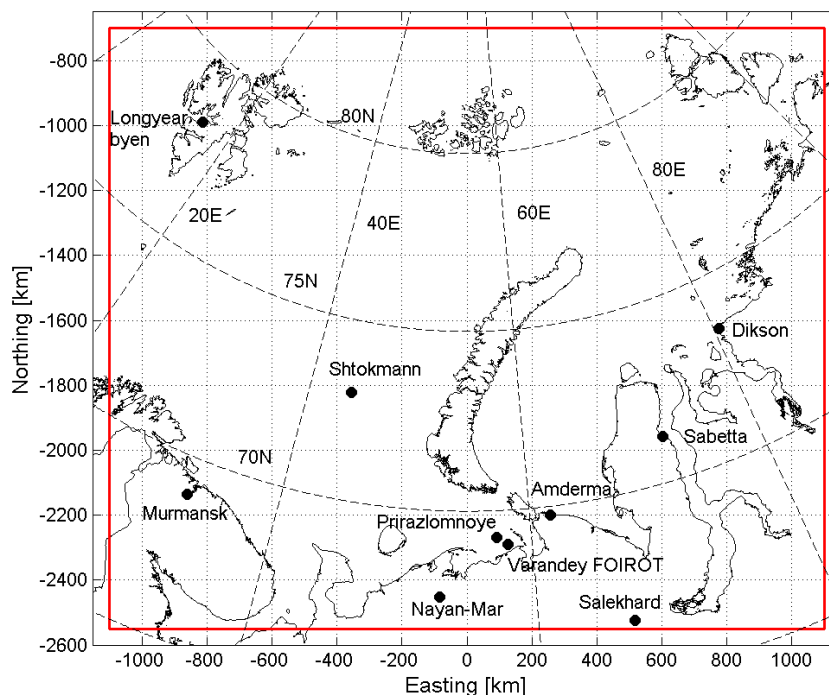 -800
-1000
-1200
-1400
-1600
-1800
-2000
-2200
-2400
-2600
Northing [km]
Longyear
byen
80N
20E
40E
60E
80E
75N
Dikson
Shtokmann
Sabetta
70N
Amderma
Murmansk
Prirazlomnoye
Varandey FOIROT
Nayan-Mar
Salekhard
-1000 -800 -600 -400 -200 0 200 400 600 800 1000
Easting [km]